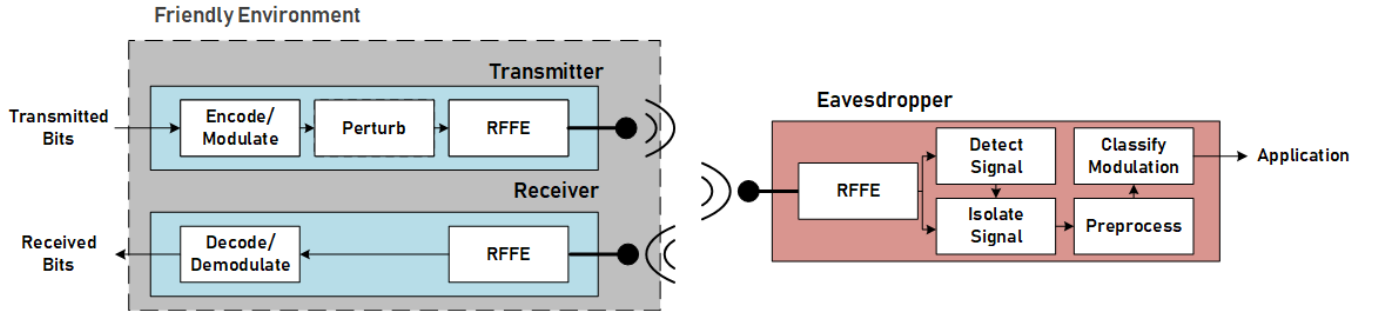 Friendly Environment
Transmitter
Transmitted
Bits
Encode/
Modulate
Perturb
RFFE
Receiver
Received
Bits
Decode/
Demodulate
RFFE
Eavesdropper
RFFE
Detect
Signal
Isolate
Signal
Classify
Modulation
Preprocess
Application